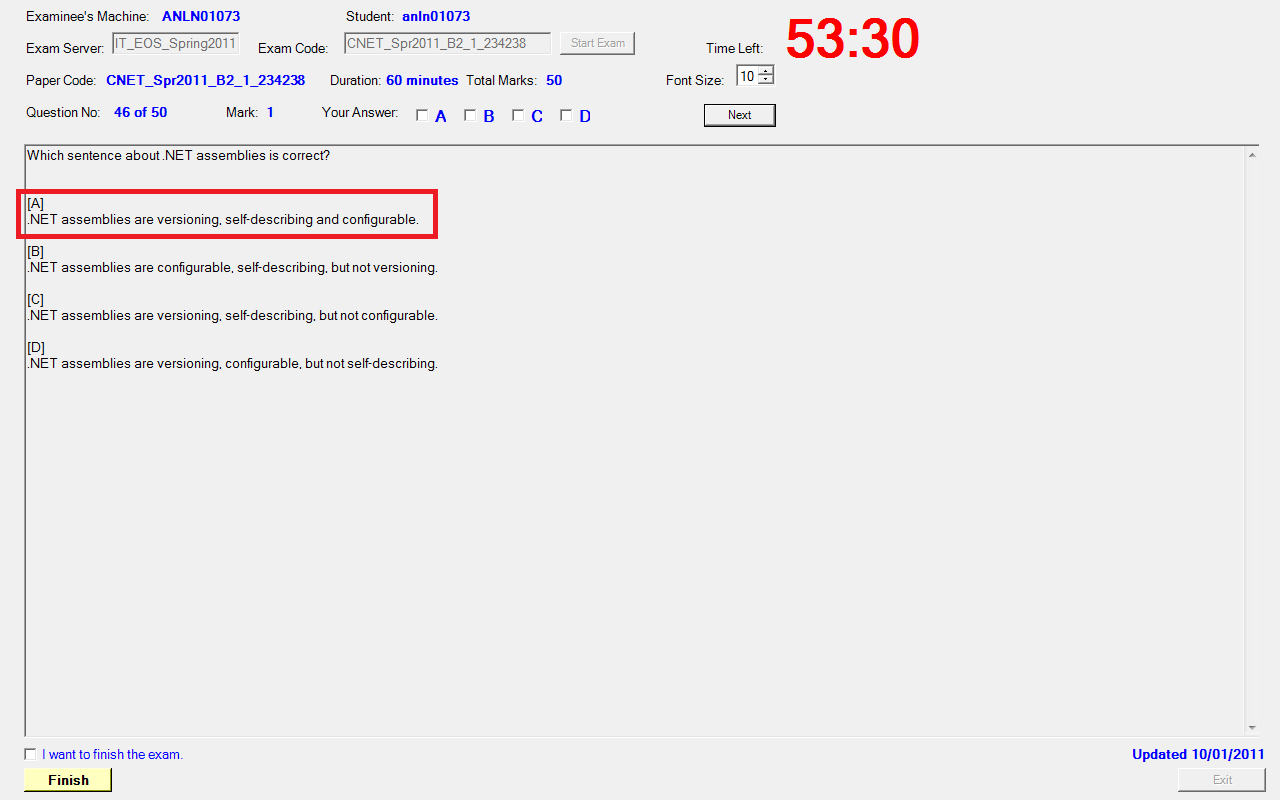 Examinee's Machine: ANLN01073 Student: anln01073
Exam Server: IT_EOS_Spring2011 Exam Code: CNET_Spr2011_B2_1_234238 Start Exam Time Left: 53:30
Paper Code: CNET_Spr2011_B2_1_234238 Duration: 60 minutes Total Marks: 50 Font Size: 10
Question No: 46 of 50 Mark: 1 Your Answer: A B C D Next
Which sentence about .NET assemblies is correct?
[A]
.NET assemblies are versioning, self-describing and configurable.
[B]
.NET assemblies are configurable, self-describing, but not versioning.
[C]
.NET assemblies are versioning, self-describing, but not configurable.
[D]
.NET assemblies are versioning, configurable, but not self-describing.
I want to finish the exam. Updated 10/01/2011
Finish Exit